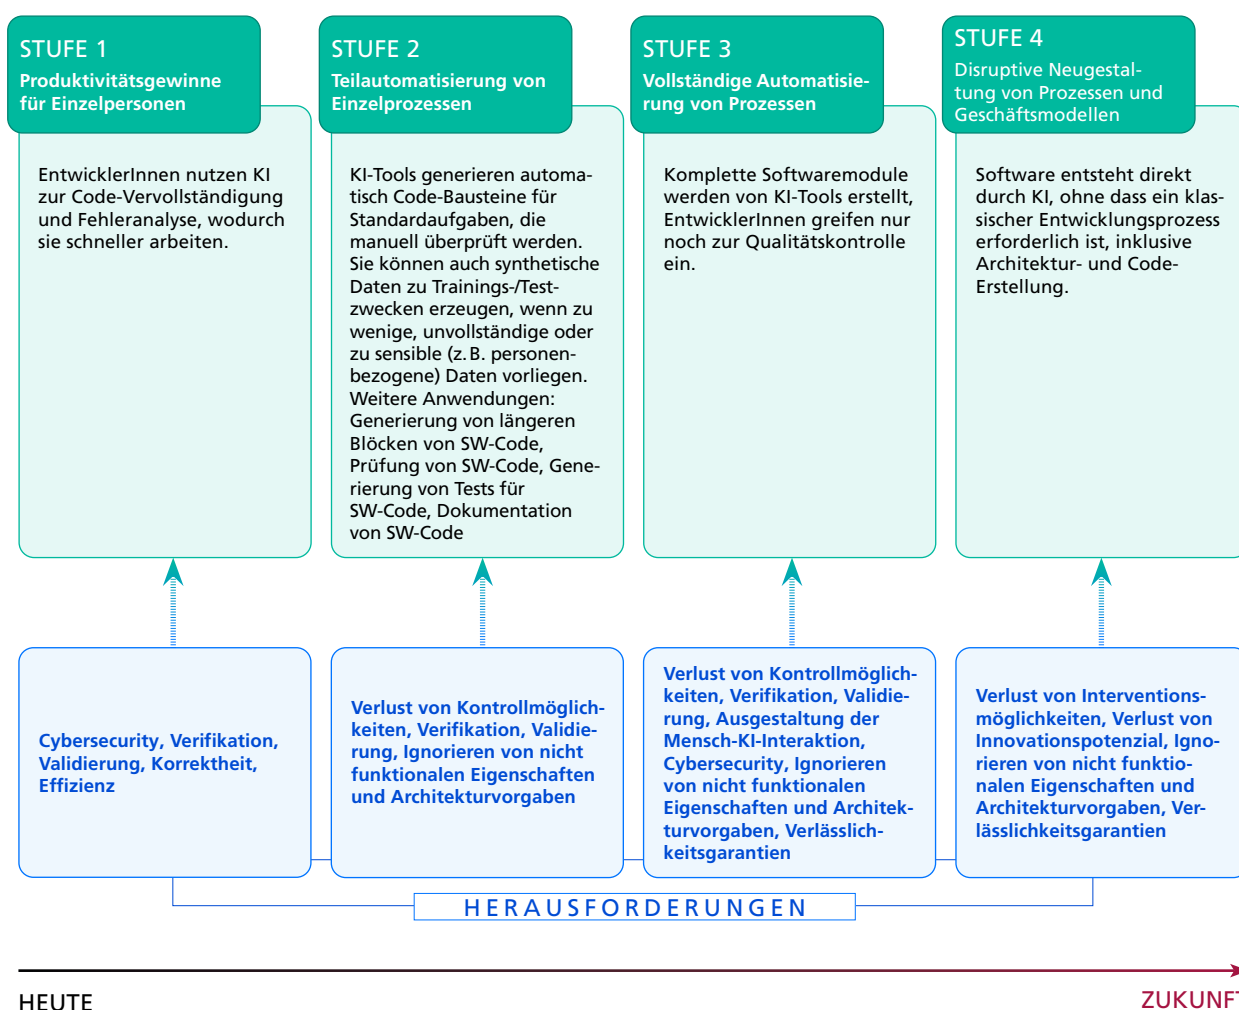 STUFE 1
Produktivitätsgewinne
für Einzelpersonen
EntwicklerInnen nutzen KI
zur Code-Vervollständigung
und Fehleranalyse, wodurch
sie schneller arbeiten.
STUFE 2
Teilautomatisierung von
Einzelprozessen
KI-Tools generieren automa-
tisch Code-Bausteine für
Standardaufgaben, die
manuell überprüft werden.
Sie können auch synthetische
Daten zu Trainings-/Test-
zwecken erzeugen, wenn zu
wenige, unvollständige oder
zu sensible (z. B. personen-
bezogene) Daten vorliegen.
Weitere Anwendungen:
Generierung von längeren
Blöcken von SW-Code,
Prüfung von SW-Code, Gene-
rierung von Tests für
SW-Code, Dokumentation
von SW-Code
STUFE 3
Vollständige Automatisie-
rung von Prozessen
Komplette Softwaremodule
werden von KI-Tools erstellt,
EntwicklerInnen greifen nur
noch zur Qualitätskontrolle
ein.
STUFE 4
Disruptive Neugestal-
tung von Prozessen und
Geschäftsmodellen
Software entsteht direkt
durch KI, ohne dass ein klas-
sischer Entwicklungsprozess
erforderlich ist, inklusive
Architektur- und Code-
Erstellung.
Cybersecurity, Verifikation,
Validierung, Korrektheit,
Effizienz
Verlust von Kontrollmöglich-
keiten, Verifikation, Validie-
rung, Ignorieren von nicht
funktionalen Eigenschaften
und Architekturvorgaben
Verlust von Kontrollmöglich-
keiten, Verifikation, Validie-
rung, Ausgestaltung der
Mensch-KI-Interaktion,
Cybersecurity, Ignorieren
von nicht funktionalen
Eigenschaften und Architek-
turvorgaben, Verlässlich-
keitsgarantien
Verlust von Interventions-
möglichkeiten, Verlust von
Innovationspotenzial, Igno-
rieren von nicht funktio-
nalen Eigenschaften und
Architekturvorgaben, Ver-
lässlichkeitsgarantien
HERAUSFORDERUNGEN
HEUTE
ZUKUNFT